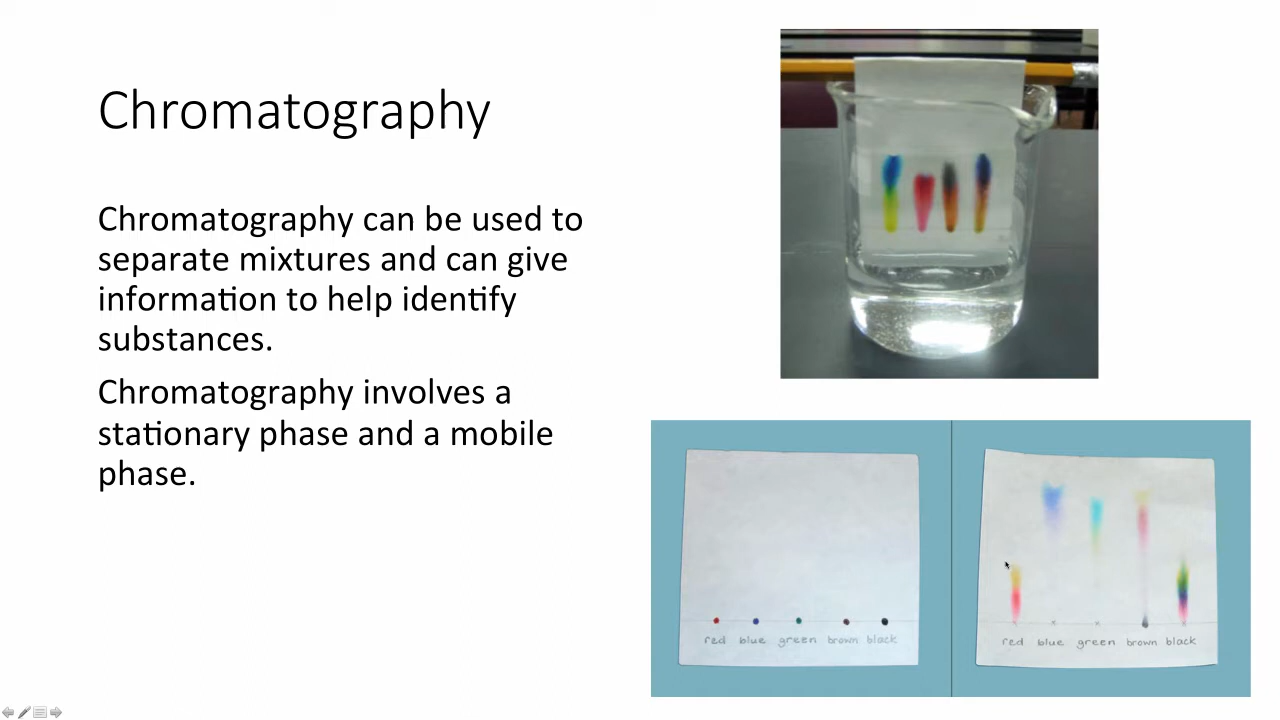 Chromatography
Chromatography can be used to
separate mixtures and can give
information to help identify
substances.
Chromatography involves a
stationary phase and a mobile
phase.
red blue green brown black
red blue green brown black